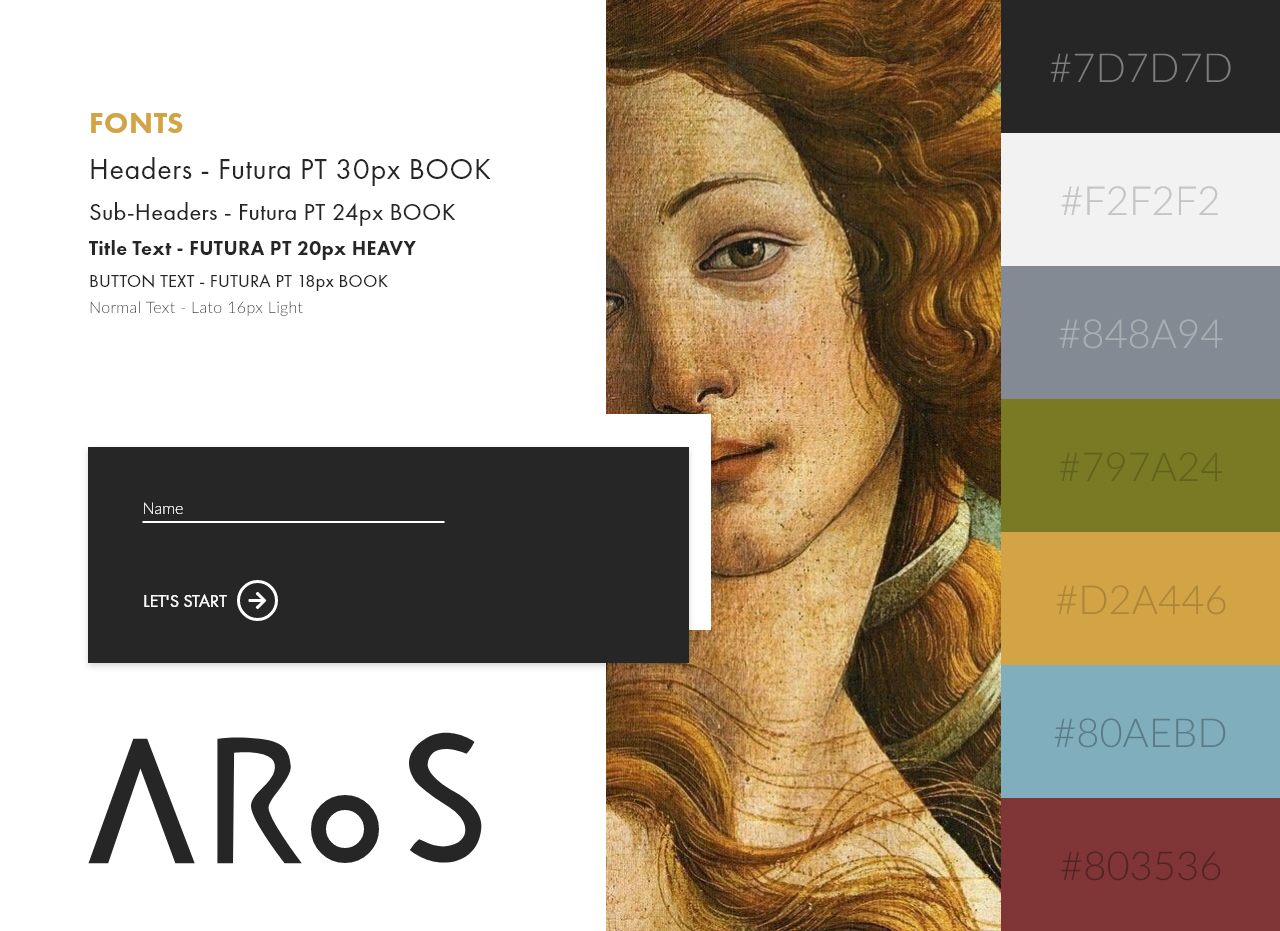 FONTS
Headers - Futura PT 30px BOOK
Sub-Headers - Futura PT 24px BOOK
Title Text - FUTURA PT 20px HEAVY
BUTTON TEXT - FUTURA PT 18px BOOK
Normal Text - Lato 16px Light
Name
LET'S START
ARoS
#7D7D7D
#F2F2F2
#848A94
#797A24
#D2A446
#80AEBD
#803536